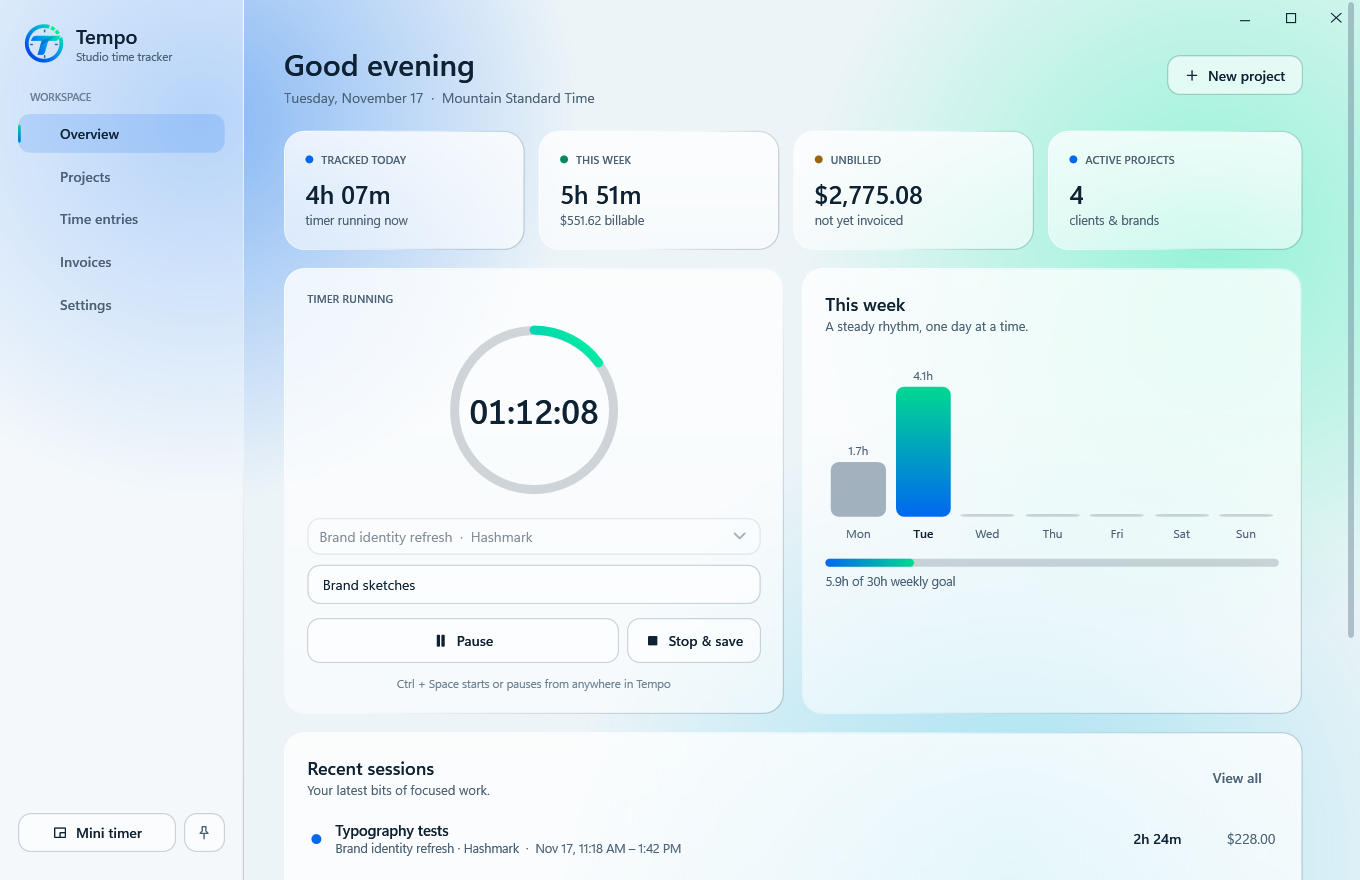 Tempo
Studio time tracker
WORKSPACE
Overview
Projects
Time entries
Invoices
Settings
Mini timer
Good evening
Tuesday, November 17 · Mountain Standard Time
New project
TRACKED TODAY
4h 07m
timer running now
THIS WEEK
5h 51m
$551.62 billable
UNBILLED
$2,775.08
not yet invoiced
ACTIVE PROJECTS
4
clients & brands
TIMER RUNNING
01:12:08
Brand identity refresh · Hashmark
Brand sketches
Pause
Stop & save
Ctrl + Space starts or pauses from anywhere in Tempo
This week
A steady rhythm, one day at a time.
4.1h
1.7h
Mon Tue Wed Thu Fri Sat Sun
5.9h of 30h weekly goal
Recent sessions
Your latest bits of focused work.
View all
Typography tests
Brand identity refresh · Hashmark · Nov 17, 11:18 AM – 1:42 PM
2h 24m
$228.00